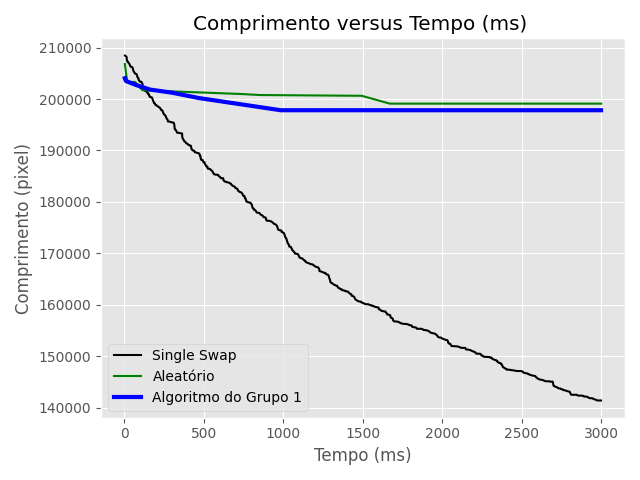 Comprimento versus Tempo (ms)
210000
200000
190000
180000
170000
160000
150000
140000
Comprimento (pixel)
Single Swap
Aleatório
Algoritmo do Grupo 1
0 500 1000 1500 2000 2500 3000
Tempo (ms)